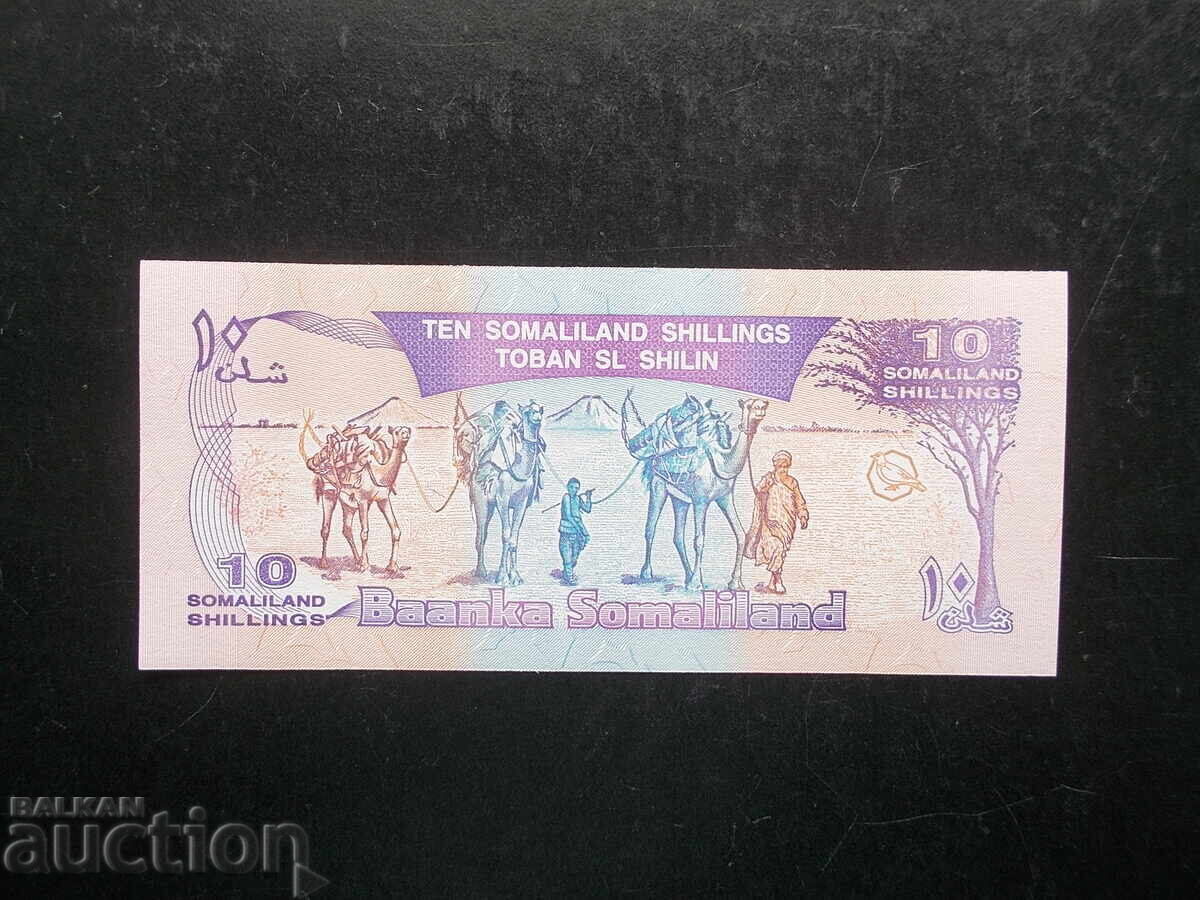 ١٠
شلن
TEN SOMALILAND SHILLINGS
TOBAN SL SHILIN
10
SOMALILAND
SHILLINGS
10
SOMALILAND
SHILLINGS
Baanka Somaliland
١٠
شلن
BALKAN
auction